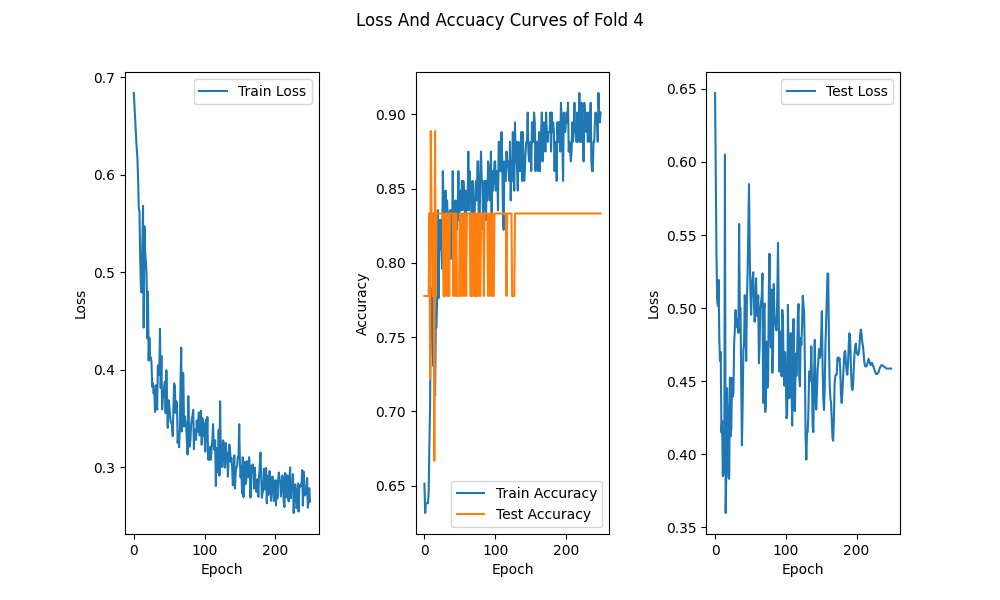 Loss And Accuacy Curves of Fold 4
0.7
0.6
0.5
0.4
0.3
Loss
0
100
200
Epoch
Train Loss
0.90
0.85
0.80
0.75
0.70
0.65
Accuracy
0
100
200
Epoch
Train Accuracy
Test Accuracy
0.65
0.60
0.55
0.50
0.45
0.40
0.35
Loss
0
100
200
Epoch
Test Loss